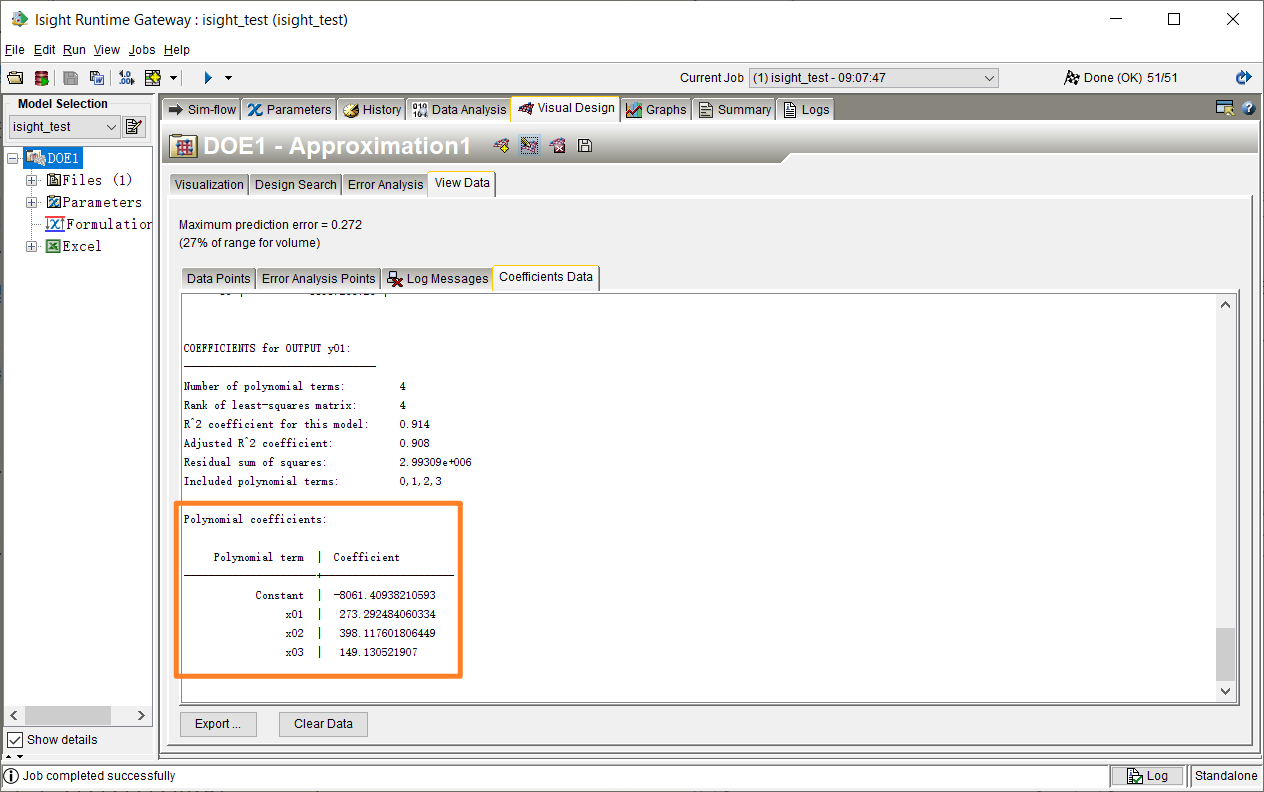 Isight Runtime Gateway : isight_test (isight_test)
File Edit Run View Jobs Help
Current Job (1) isight_test - 09:07:47 Done (OK) 51/51
Model Selection
isight_test
DOE1
Files (1)
Parameters
Formulation
Excel
Show details
Sim-flow Parameters History Data Analysis Visual Design Graphs Summary Logs
DOE1 - Approximation1
Visualization Design Search Error Analysis View Data
Maximum prediction error = 0.272
(27% of range for volume)
Data Points Error Analysis Points Log Messages Coefficients Data
COEFFICIENTS for OUTPUT y01:
Number of polynomial terms: 4
Rank of least-squares matrix: 4
R^2 coefficient for this model: 0.914
Adjusted R^2 coefficient: 0.908
Residual sum of squares: 2.99309e+006
Included polynomial terms: 0,1,2,3
Polynomial coefficients:
Polynomial term | Coefficient
Constant | -8061.40938210593
x01 | 273.292484060334
x02 | 398.117601806449
x03 | 149.130521907
Export ... Clear Data
Job completed successfully Log Standalone